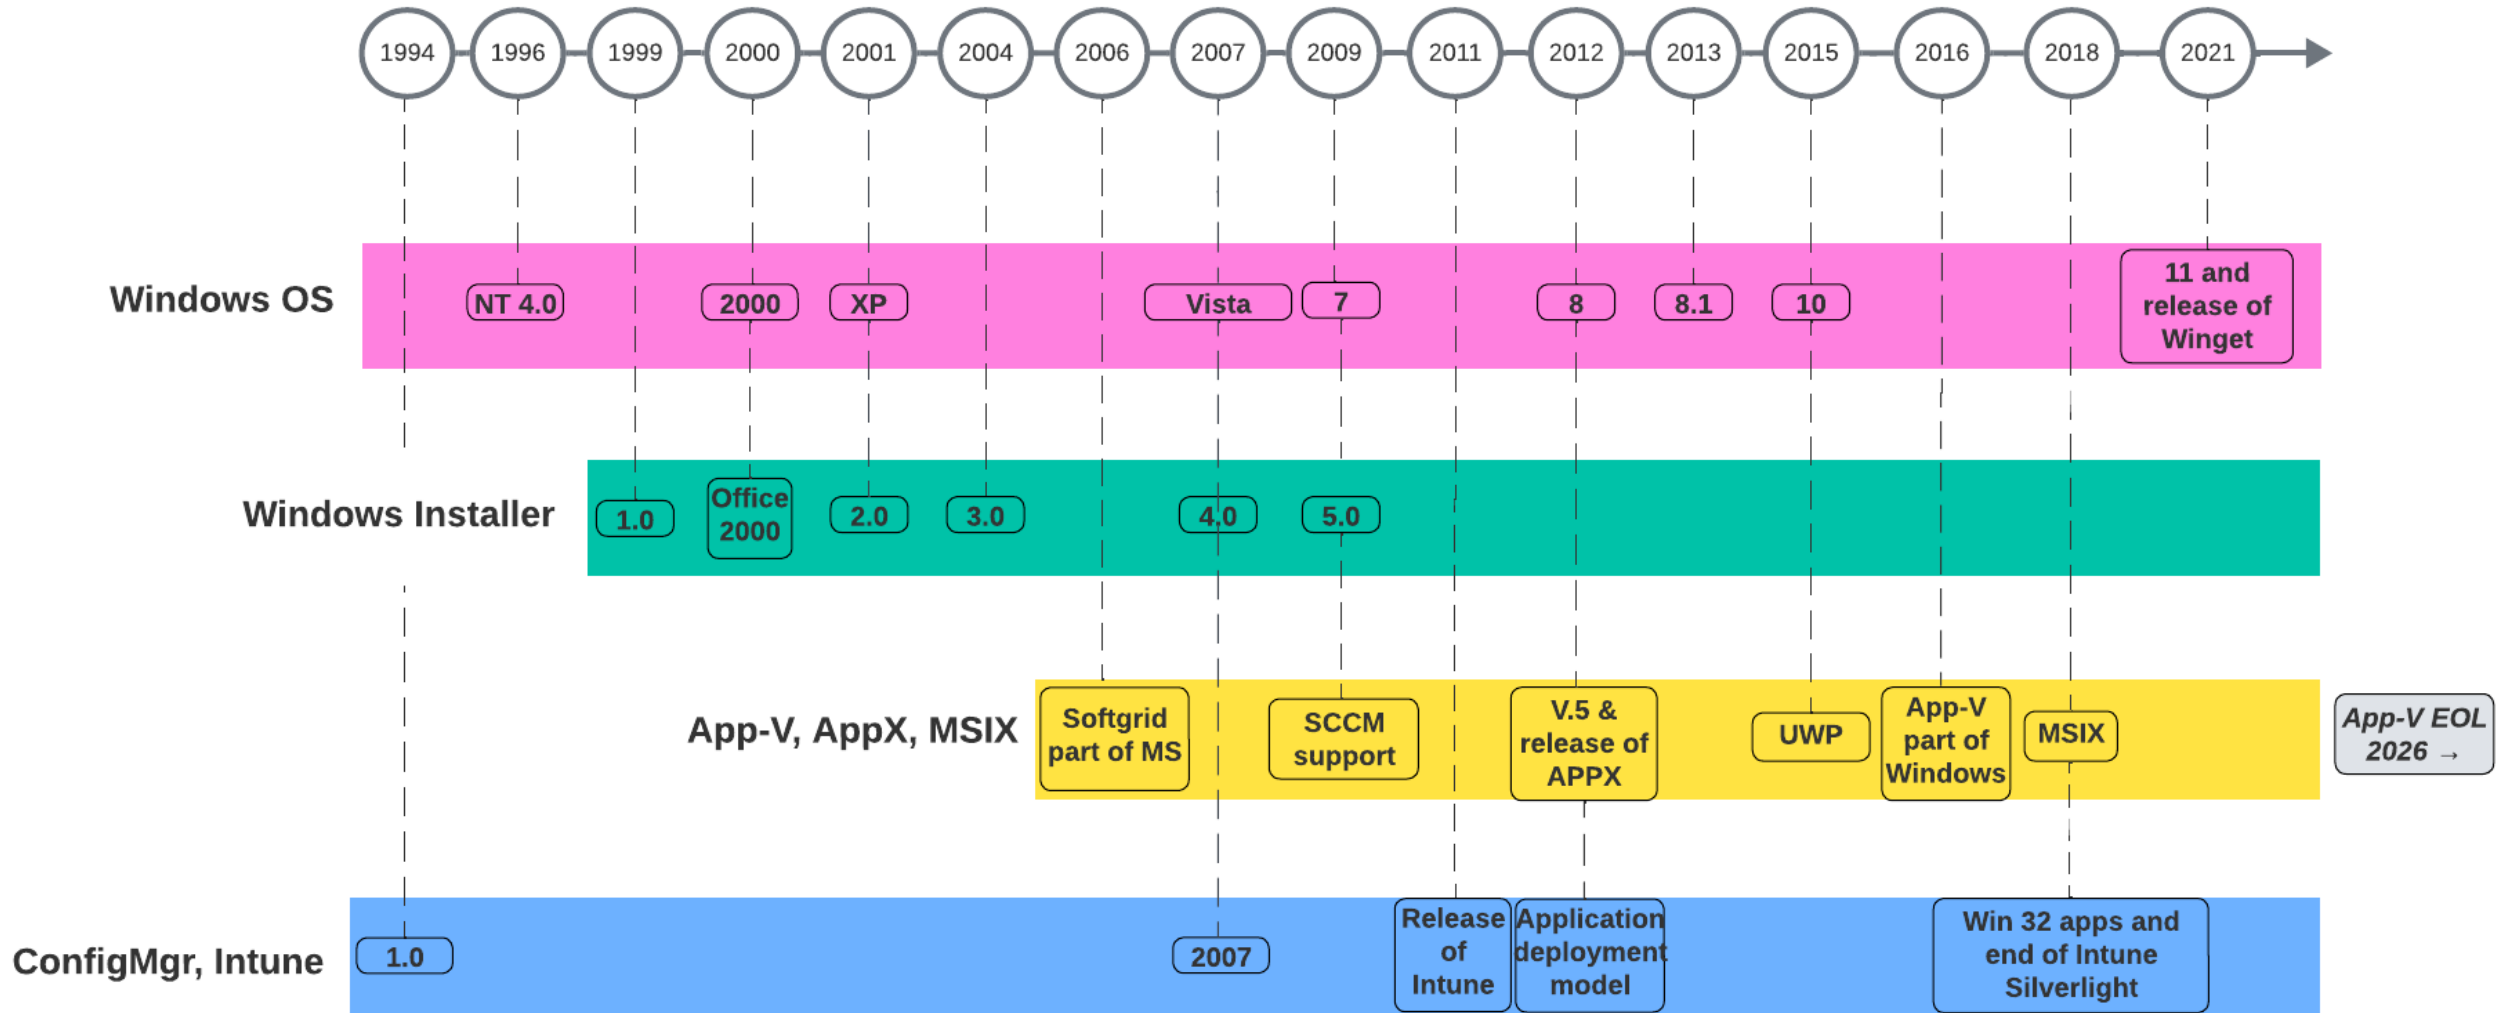 1994
1996
1999
2000
2001
2004
2006
2007
2009
2011
2012
2013
2015
2016
2018
2021
Windows OS
NT 4.0
2000
XP
Vista
7
8
8.1
10
11 and
release of
Winget
Windows Installer
1.0
Office
2000
2.0
3.0
4.0
5.0
App-V, AppX, MSIX
Softgrid
part of MS
SCCM
support
V.5 &
release of
APPX
UWP
App-V
part of
Windows
MSIX
App-V EOL
2026 →
ConfigMgr, Intune
1.0
2007
Release
of
Intune
Application
deployment
model
Win 32 apps and
end of Intune
Silverlight